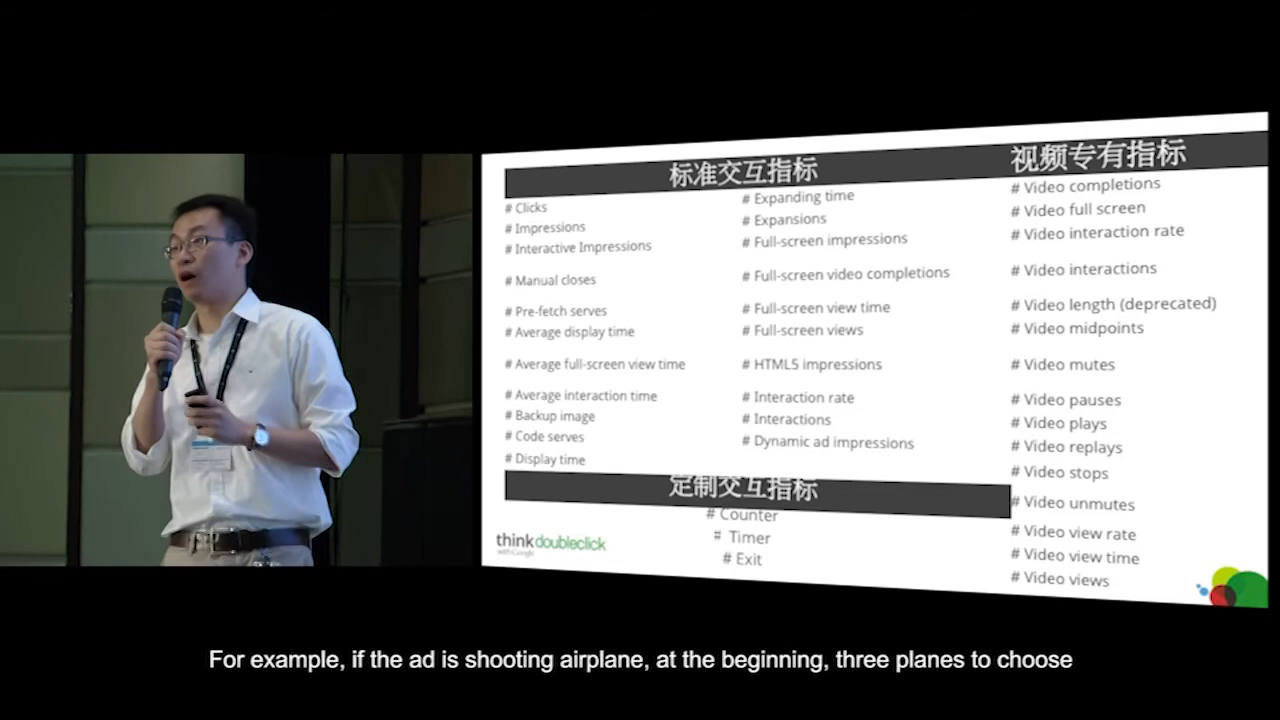 标准交互指标
# Clicks
# Impressions
# Interactive Impressions
# Manual closes
# Pre-fetch serves
# Average display time
# Average full-screen view time
# Average interaction time
# Backup image
# Code serves
# Display time
# Expanding time
# Expansions
# Full-screen impressions
# Full-screen video completions
# Full-screen view time
# Full-screen views
# HTML5 impressions
# Interaction rate
# Interactions
# Dynamic ad impressions
视频专有指标
# Video completions
# Video full screen
# Video interaction rate
# Video interactions
# Video length (deprecated)
# Video midpoints
# Video mutes
# Video pauses
# Video plays
# Video replays
# Video stops
# Video unmutes
# Video view rate
# Video view time
# Video views
定制交互指标
# Counter
# Timer
# Exit
thinkdoubleclick
with Google
For example, if the ad is shooting airplane, at the beginning, three planes to choose